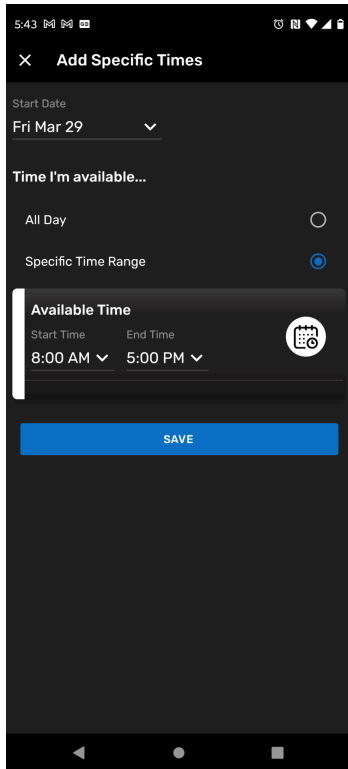 5:43
Add Specific Times
Start Date
Fri Mar 29
Time I'm available...
All Day
Specific Time Range
Available Time
Start Time End Time
8:00 AM 5:00 PM
SAVE